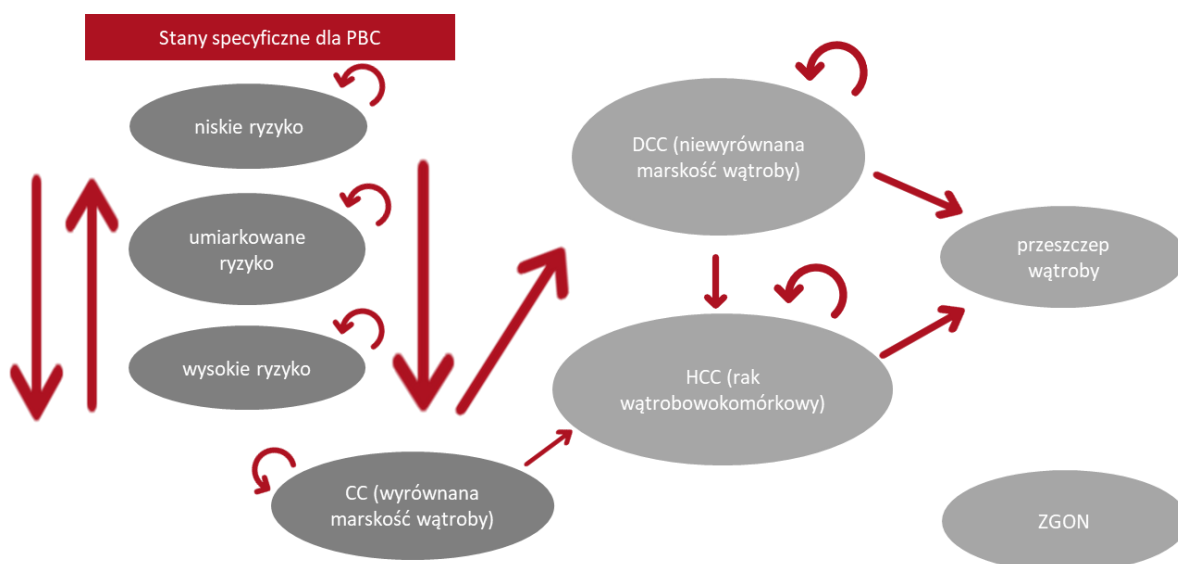 Stany specyficzne dla PBC
niskie ryzyko
umiarkowane
ryzyko
wysokie ryzyko
CC (wyrównana
marskość wątroby)
DCC (niewyrównana
marskość wątroby)
HCC (rak
wątrobowokomórkowy)
przeszczep
wątroby
ZGON